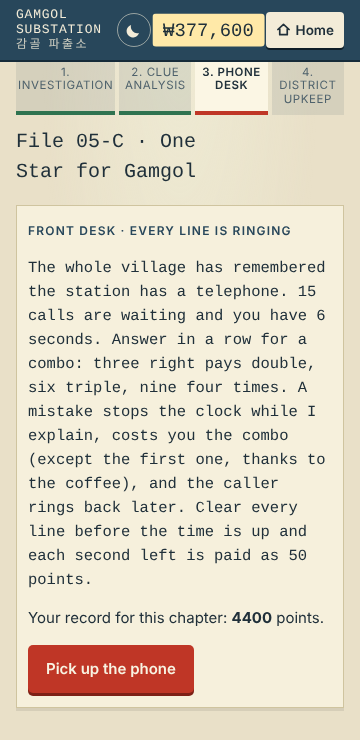 GAMGOL
SUBSTATION
감골 파출소
₩377,600
Home
1.
INVESTIGATION
2. CLUE
ANALYSIS
3. PHONE
DESK
4.
DISTRICT
UPKEEP
File 05-C · One
Star for Gamgol
FRONT DESK · EVERY LINE IS RINGING
The whole village has remembered
the station has a telephone. 15
calls are waiting and you have 6
seconds. Answer in a row for a
combo: three right pays double,
six triple, nine four times. A
mistake stops the clock while I
explain, costs you the combo
(except the first one, thanks to
the coffee), and the caller
rings back later. Clear every
line before the time is up and
each second left is paid as 50
points.
Your record for this chapter: 4400 points.
Pick up the phone